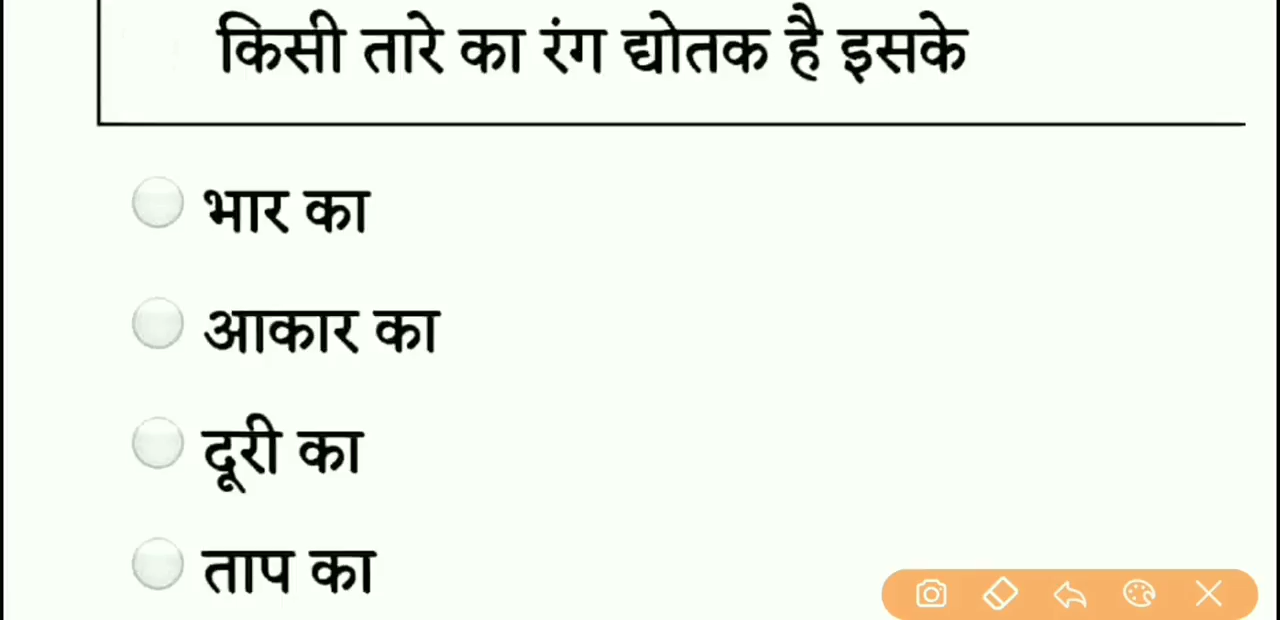 किसी तारे का रंग द्योतक है इसके
भार का
आकार का
दूरी का
ताप का